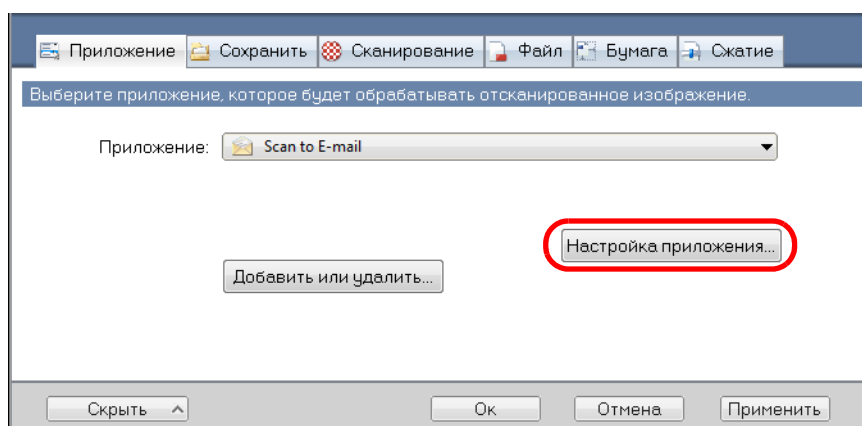 Приложение Сохранить Сканирование Файл Бумага Сжатие
Выберите приложение, которое будет обрабатывать отсканированное изображение.
Приложение: Scan to E-mail
Настройка приложения...
Добавить или удалить...
Скрыть Ок Отмена Применить